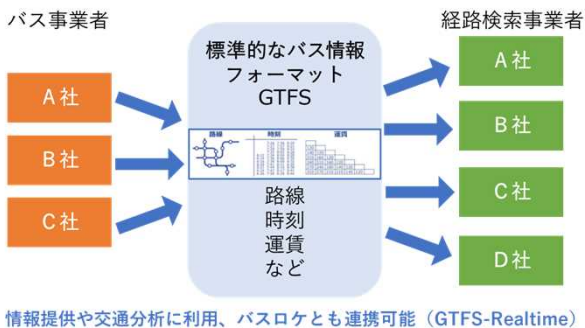 バス事業者
経路検索事業者
A社
B社
C社
標準的なバス情報
フォーマット
GTFS
路線
時刻
運賃
路線
時刻
運賃
など
A社
B社
C社
D社
情報提供や交通分析に利用、バスロケとも連携可能（GTFS-Realtime）